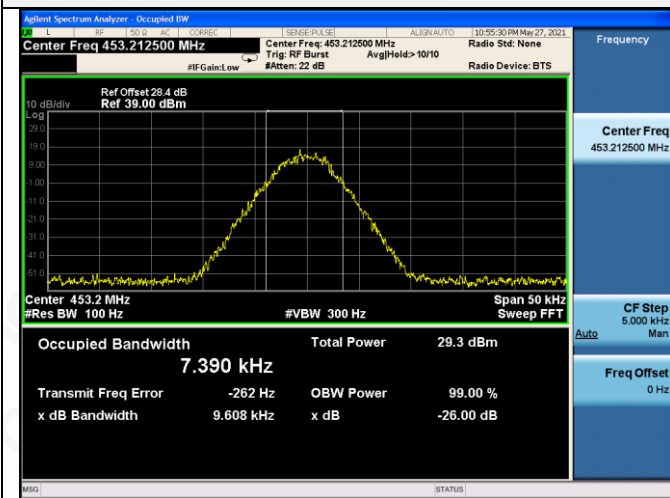 Agilent Spectrum Analyzer - Occupied BW
L RF 50 Ω AC CORREC SENSE:PULSE ALIGN AUTO 10:55:30 PM May 27, 2021
Center Freq 453.212500 MHz Center Freq: 453.212500 MHz Radio Std: None
Trig: RF Burst Avg|Hold:> 10/10
#IFGain:Low #Atten: 22 dB Radio Device: BTS
Ref Offset 28.4 dB
10 dB/div Ref 39.00 dBm
Log
29.0
19.0
9.00
-1.00
-11.0
-21.0
-31.0
-41.0
-51.0
Center 453.2 MHz Span 50 kHz
#Res BW 100 Hz #VBW 300 Hz Sweep FFT
Occupied Bandwidth Total Power 29.3 dBm
7.390 kHz
Transmit Freq Error -262 Hz OBW Power 99.00 %
x dB Bandwidth 9.608 kHz x dB -26.00 dB
MSG STATUS
Frequency
Center Freq
453.212500 MHz
CF Step
5.000 kHz
Auto Man
Freq Offset
0 Hz